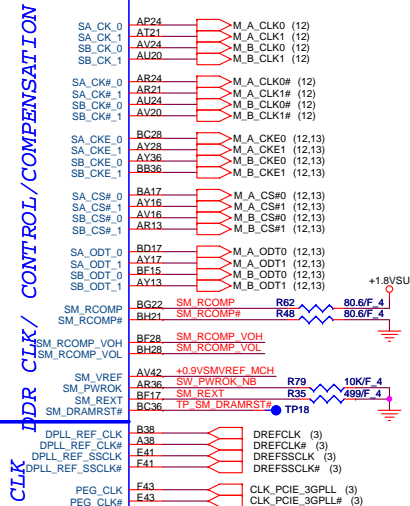 DDR CLK/ CONTROL/COMPENSATION
SA_CK_0 AP24 M_A_CLK0 (12)
SA_CK_1 AT21 M_A_CLK1 (12)
SB_CK_0 AV24 M_B_CLK0 (12)
SB_CK_1 AU20 M_B_CLK1 (12)
SA_CK#_0 AR24 M_A_CLK0# (12)
SA_CK#_1 AR21 M_A_CLK1# (12)
SB_CK#_0 AU24 M_B_CLK0# (12)
SB_CK#_1 AV20 M_B_CLK1# (12)
SA_CKE_0 BC28 M_A_CKE0 (12,13)
SA_CKE_1 AY28 M_A_CKE1 (12,13)
SB_CKE_0 AY36 M_B_CKE0 (12,13)
SB_CKE_1 BB36 M_B_CKE1 (12,13)
SA_CS#_0 BA17 M_A_CS#0 (12,13)
SA_CS#_1 AY16 M_A_CS#1 (12,13)
SB_CS#_0 AV16 M_B_CS#0 (12,13)
SB_CS#_1 AR13 M_B_CS#1 (12,13)
SA_ODT_0 BD17 M_A_ODT0 (12,13)
SA_ODT_1 AY17 M_A_ODT1 (12,13)
SB_ODT_0 BF15 M_B_ODT0 (12,13)
SB_ODT_1 AY13 M_B_ODT1 (12,13)
+1.8VSU
SM_RCOMP BG22 SM_RCOMP R62 80.6/F_4
SM_RCOMP# BH21 SM_RCOMP# R48 80.6/F_4
SM_RCOMP_VOH BF28 SM_RCOMP_VOH
SM_RCOMP_VOL BH28 SM_RCOMP_VOL
SM_VREF AV42 +0.9VSMVREF_MCH
SM_PWROK AR36 SW_PWROK_NB R79 10K/F_4
SM_REXT BF17 SM_REXT R35 499/F_4
SM_DRAMRST# BC36 TP_SM_DRAMRST# TP18
CLK
DPLL_REF_CLK B38 DREFCLK (3)
DPLL_REF_CLK# A38 DREFCLK# (3)
DPLL_REF_SSCLK E41 DREFSSCLK (3)
DPLL_REF_SSCLK# F41 DREFSSCLK# (3)
PEG_CLK F43 CLK_PCIE_3GPLL (3)
PEG_CLK# E43 CLK_PCIE_3GPLL# (3)